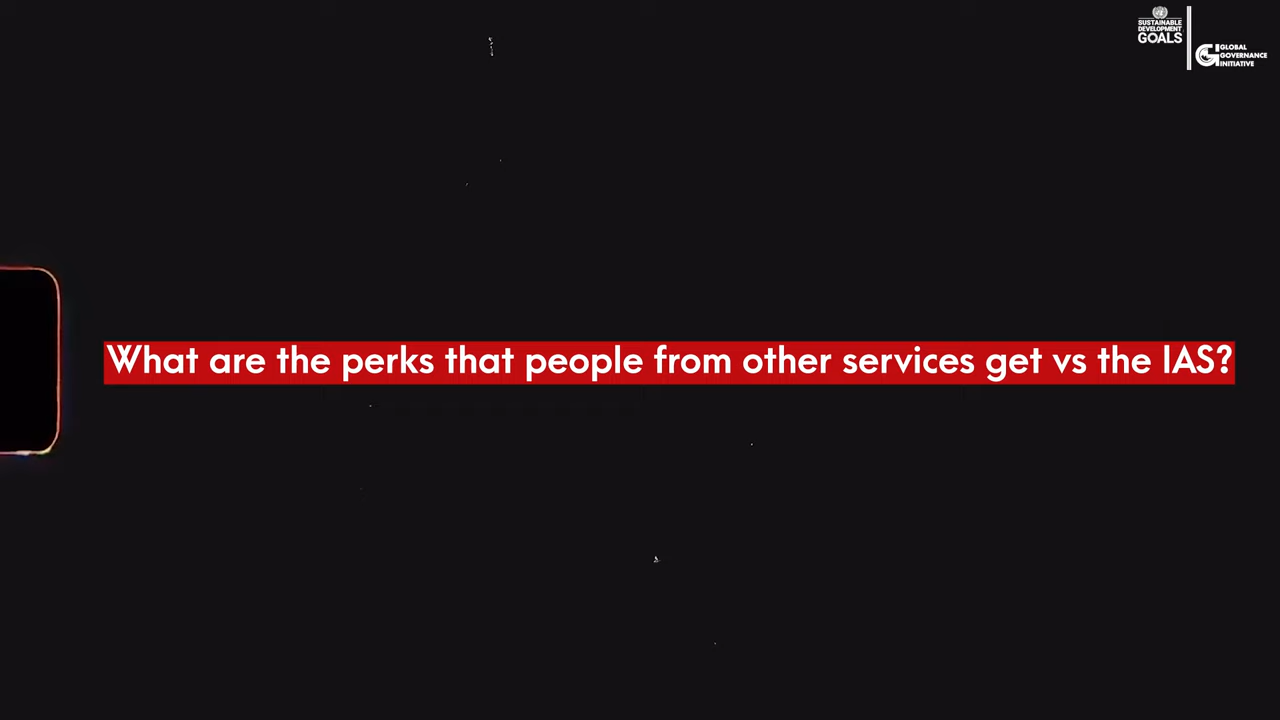 SUSTAINABLE
DEVELOPMENT
GOALS
GLOBAL
GOVERNANCE
INITIATIVE
What are the perks that people from other services get vs the IAS?